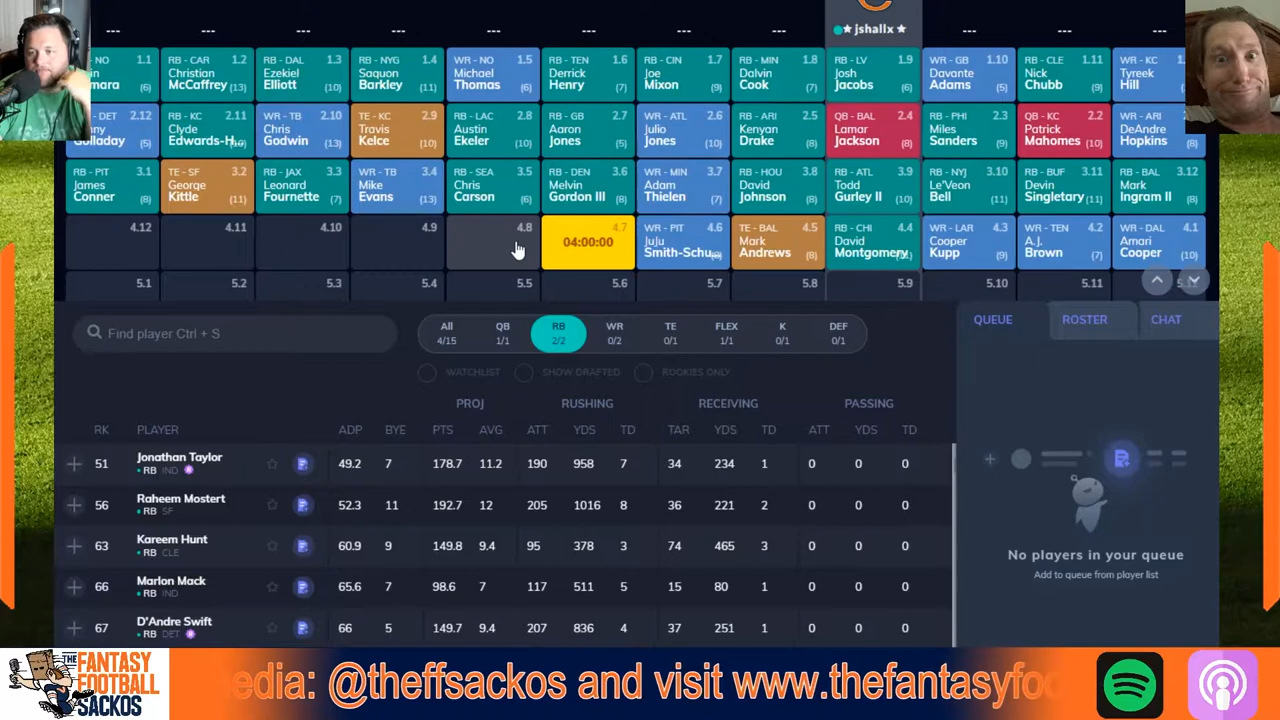 --- --- --- --- --- --- --- --- ★ jshallx ★ --- --- ---
NO 1.1 RB - CAR 1.2 RB - DAL 1.3 RB - NYG 1.4 WR - NO 1.5 RB - TEN 1.6 RB - CIN 1.7 RB - MIN 1.8 RB - LV 1.9 WR - GB 1.10 RB - CLE 1.11 WR - KC
Christian Ezekiel Saquon Michael Derrick Joe Dalvin Josh Davante Nick Tyreek
mara (6) McCaffrey (13) Elliott (10) Barkley (11) Thomas (6) Henry (7) Mixon (9) Cook (7) Jacobs (6) Adams (5) Chubb (9) Hill (10)
- DET 2.12 RB - KC 2.11 WR - TB 2.10 TE - KC 2.9 RB - LAC 2.8 RB - GB 2.7 WR - ATL 2.6 RB - ARI 2.5 QB - BAL 2.4 RB - PHI 2.3 QB - KC 2.2 WR - ARI
nny Clyde Chris Travis Austin Aaron Julio Kenyan Lamar Miles Patrick DeAndre
Golladay (5) Edwards-H... Godwin (13) Kelce (10) Ekeler (10) Jones (5) Jones (10) Drake (8) Jackson (8) Sanders (9) Mahomes (10) Hopkins (8)
RB - PIT 3.1 TE - SF 3.2 RB - JAX 3.3 WR - TB 3.4 RB - SEA 3.5 RB - DEN 3.6 WR - MIN 3.7 RB - HOU 3.8 RB - ATL 3.9 RB - NYJ 3.10 RB - BUF 3.11 RB - BAL 3.12
James George Leonard Mike Chris Melvin Adam David Todd Le'Veon Devin Mark
Conner (8) Kittle (11) Fournette (7) Evans (13) Carson (6) Gordon III (8) Thielen (7) Johnson (8) Gurley II (10) Bell (11) Singletary (11) Ingram II (8)
4.12 4.11 4.10 4.9 4.8 4.7 WR - PIT 4.6 TE - BAL 4.5 RB - CHI 4.4 WR - LAR 4.3 WR - TEN 4.2 WR - DAL 4.1
04:00:00 JuJu Mark David Cooper A.J. Amari
Smith-Schu... Andrews (8) Montgomery Kupp (9) Brown (7) Cooper (10)
5.1 5.2 5.3 5.4 5.5 5.6 5.7 5.8 5.9 5.10 5.11
Find player Ctrl + S
All QB RB WR TE FLEX K DEF
4/15 1/1 2/2 0/2 0/1 1/1 0/1 0/1
WATCHLIST SHOW DRAFTED ROOKIES ONLY
QUEUE ROSTER CHAT
PROJ RUSHING RECEIVING PASSING
RK PLAYER ADP BYE PTS AVG ATT YDS TD TAR YDS TD ATT YDS TD
51 Jonathan Taylor RB IND R 49.2 7 178.7 11.2 190 958 7 34 234 1 0 0 0
56 Raheem Mostert RB SF 52.3 11 192.7 12 205 1016 8 36 221 2 0 0 0
63 Kareem Hunt RB CLE 60.9 9 149.8 9.4 95 378 3 74 465 3 0 0 0
66 Marlon Mack RB IND 65.6 7 98.6 7 117 511 5 15 80 1 0 0 0
67 D'Andre Swift RB DET R 66 5 149.7 9.4 207 836 4 37 251 1 0 0 0
No players in your queue
Add to queue from player list
THE FANTASY FOOTBALL SACKOS
edia: @theffsackos and visit www.thefantasyfo